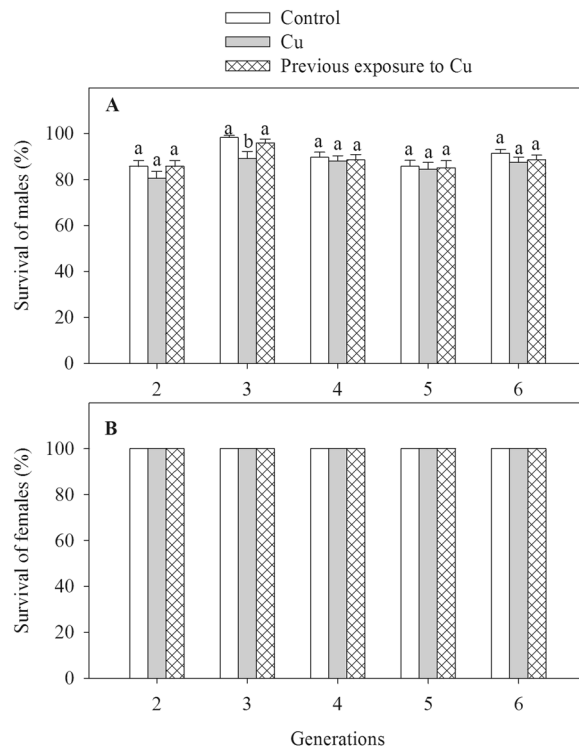 Control
Cu
Previous exposure to Cu
A
Survival of males (%)
100
80
60
40
20
0
a a a
a b a
a a a
a a a
a a a
2 3 4 5 6
B
Survival of females (%)
100
80
60
40
20
0
2 3 4 5 6
Generations